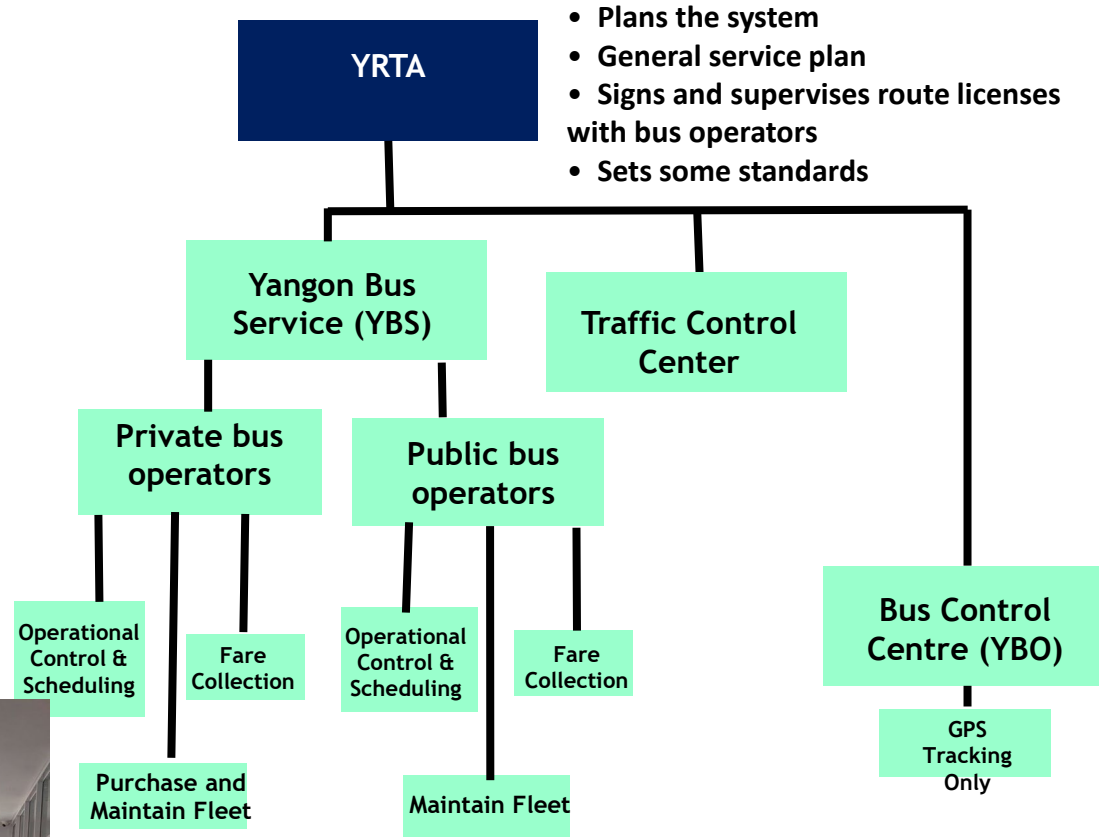 YRTA
• Plans the system
• General service plan
• Signs and supervises route licenses
with bus operators
• Sets some standards
Yangon Bus
Service (YBS)
Traffic Control
Center
Private bus
operators
Public bus
operators
Operational
Control &
Scheduling
Fare
Collection
Operational
Control &
Scheduling
Fare
Collection
Bus Control
Centre (YBO)
Purchase and
Maintain Fleet
Maintain Fleet
GPS
Tracking
Only